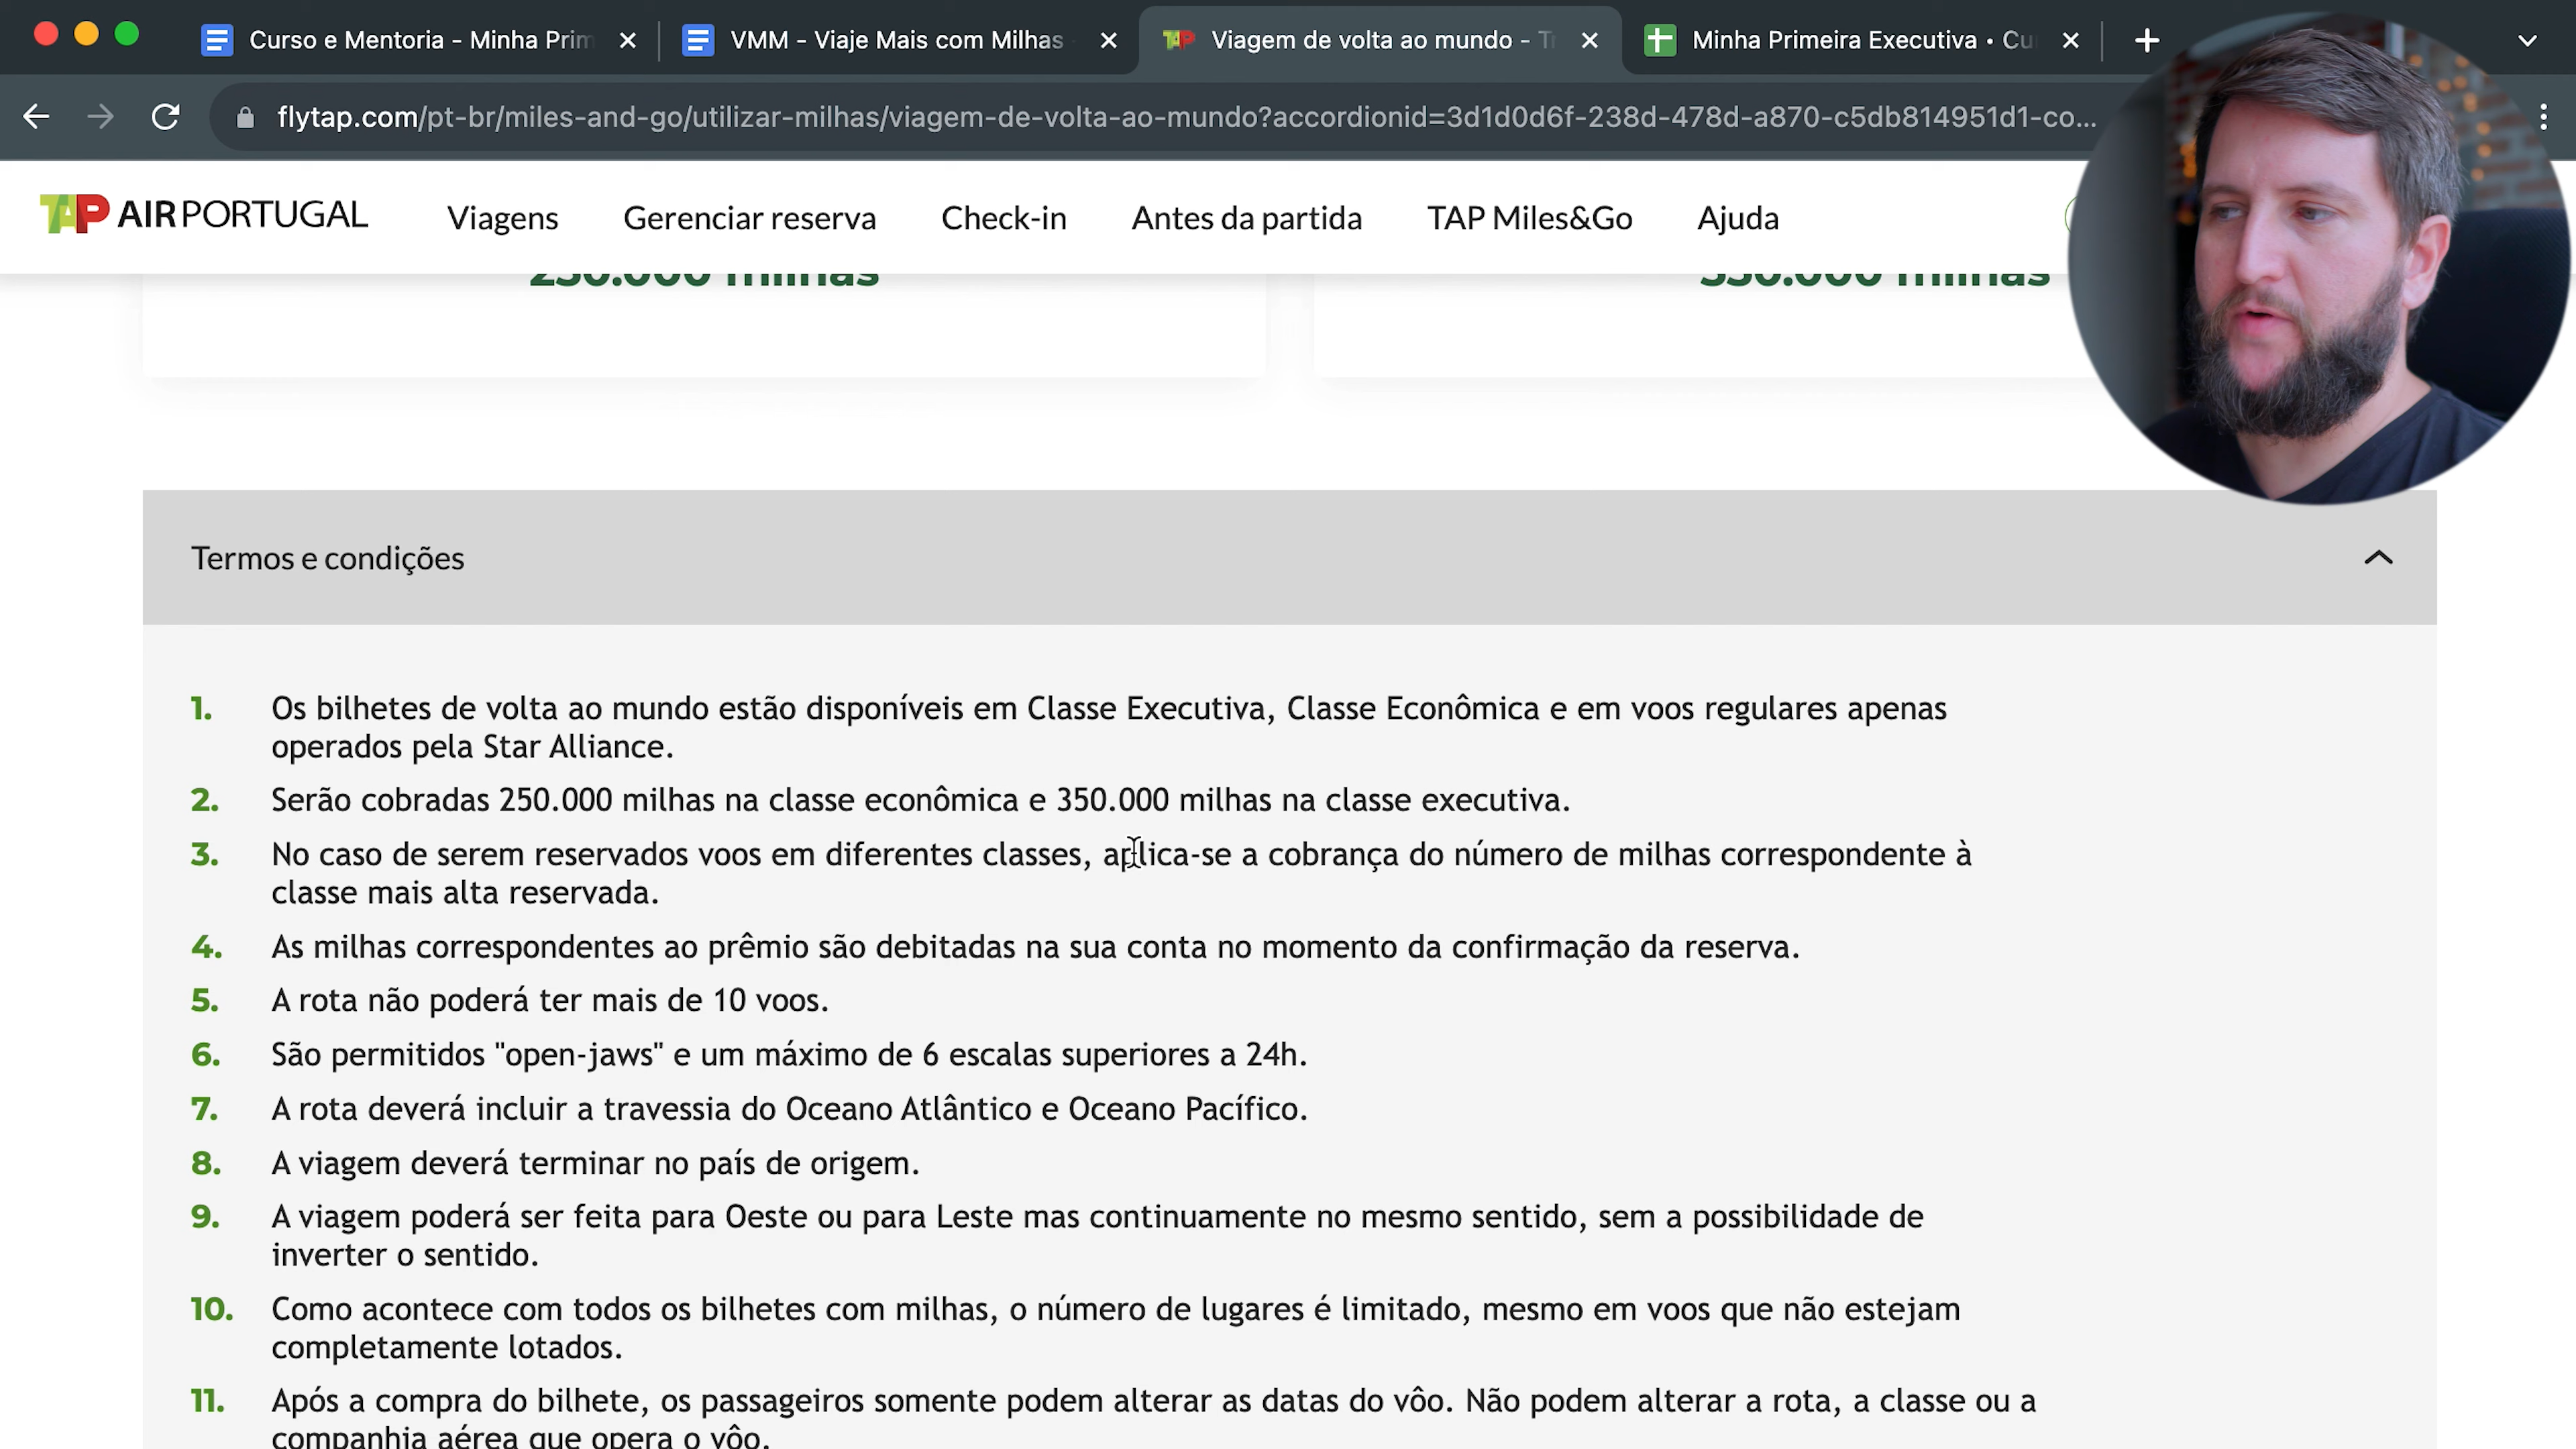 Curso e Mentoria - Minha Prim
VMM - Viaje Mais com Milhas
Viagem de volta ao mundo - Tr
Minha Primeira Executiva • Cu
flytap.com/pt-br/miles-and-go/utilizar-milhas/viagem-de-volta-ao-mundo?accordionid=3d1d0d6f-238d-478d-a870-c5db814951d1-co...
TAP AIR PORTUGAL
Viagens
Gerenciar reserva
Check-in
Antes da partida
TAP Miles&Go
Ajuda
250.000 milhas
350.000 milhas
Termos e condições
1. Os bilhetes de volta ao mundo estão disponíveis em Classe Executiva, Classe Econômica e em voos regulares apenas
operados pela Star Alliance.
2. Serão cobradas 250.000 milhas na classe econômica e 350.000 milhas na classe executiva.
3. No caso de serem reservados voos em diferentes classes, aplica-se a cobrança do número de milhas correspondente à
classe mais alta reservada.
4. As milhas correspondentes ao prêmio são debitadas na sua conta no momento da confirmação da reserva.
5. A rota não poderá ter mais de 10 voos.
6. São permitidos "open-jaws" e um máximo de 6 escalas superiores a 24h.
7. A rota deverá incluir a travessia do Oceano Atlântico e Oceano Pacífico.
8. A viagem deverá terminar no país de origem.
9. A viagem poderá ser feita para Oeste ou para Leste mas continuamente no mesmo sentido, sem a possibilidade de
inverter o sentido.
10. Como acontece com todos os bilhetes com milhas, o número de lugares é limitado, mesmo em voos que não estejam
completamente lotados.
11. Após a compra do bilhete, os passageiros somente podem alterar as datas do vôo. Não podem alterar a rota, a classe ou a
companhia aérea que opera o vôo.